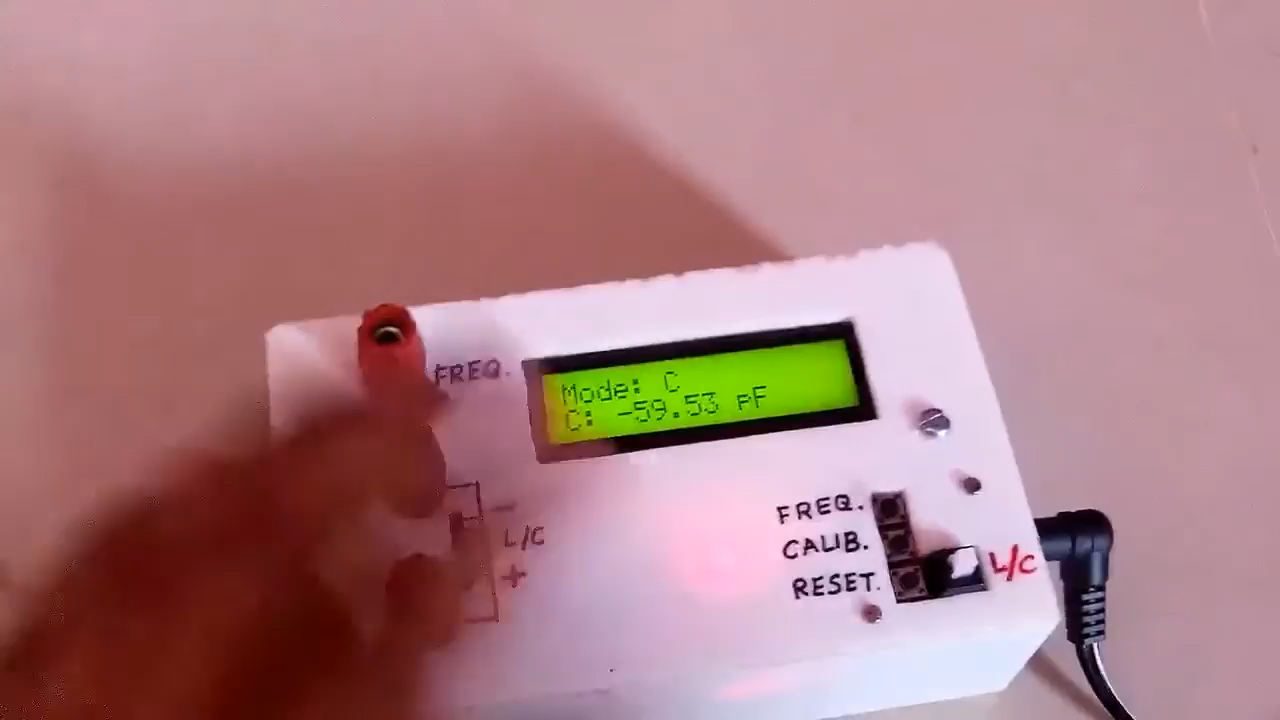 FREQ.
Mode: C
C: -59.53 pF
-
L/C
+
FREQ.
CALIB.
RESET.
L/C